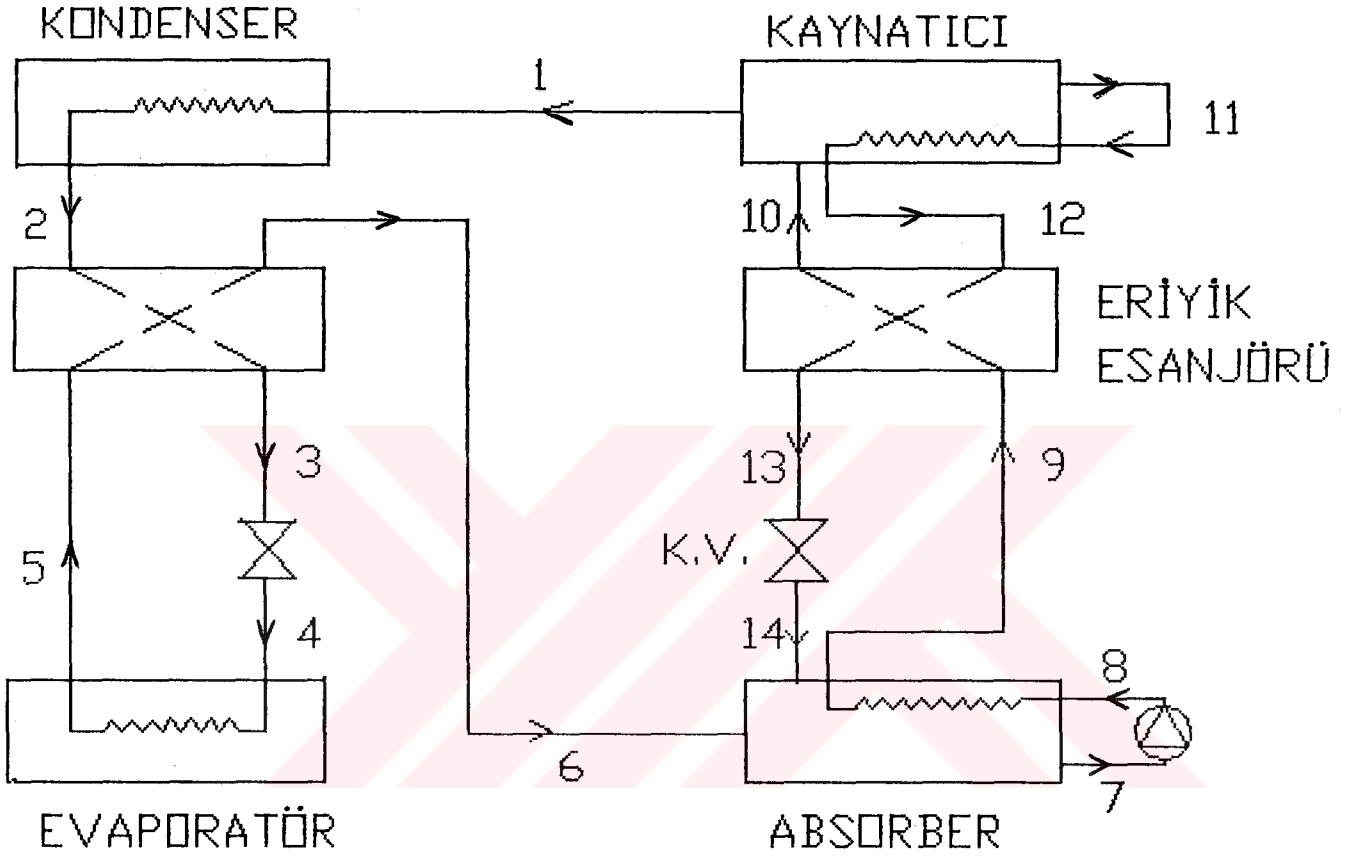 KONDENSER
KAYNATICI
1
11
2
10
12
ERİYİK
ESANJÖRÜ
3
13
9
5
K.V.
4
14
8
6
7
EVAPORATÖR
ABSORBER